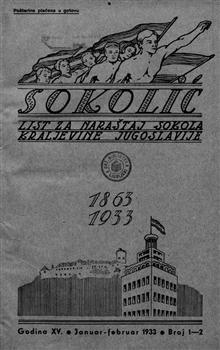 Poštarina plaćena u gotovu
SOKOLIĆ
LIST ZA NARAŠTAJ SOKOLA
KRALJEVINE JUGOSLAVIJE
1863
1933
Godina XV. • Januar-februar 1933 • Broj 1—2